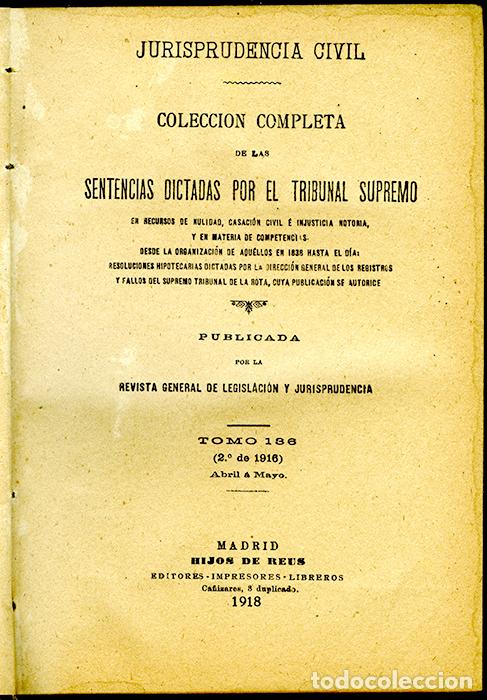 JURISPRUDENCIA CIVIL
COLECCION COMPLETA
DE LAS
SENTENCIAS DICTADAS POR EL TRIBUNAL SUPREMO
EN RECURSOS DE NULIDAD, CASACIÓN CIVIL É INJUSTICIA NOTORIA,
Y EN MATERIA DE COMPETENCIAS
DESDE LA ORGANIZACIÓN DE AQUÉLLOS EN 1838 HASTA EL DÍA:
RESOLUCIONES HIPOTECARIAS DICTADAS POR LA DIRECCIÓN GENERAL DE LOS REGISTROS
Y FALLOS DEL SUPREMO TRIBUNAL DE LA ROTA, CUYA PUBLICACIÓN SE AUTORICE
PUBLICADA
POR LA
REVISTA GENERAL DE LEGISLACIÓN Y JURISPRUDENCIA
TOMO 136
(2.º de 1916)
Abril á Mayo.
MADRID
HIJOS DE REUS
EDITORES-IMPRESORES-LIBREROS
Cañizares, 3 duplicado.
1918
todocoleccion